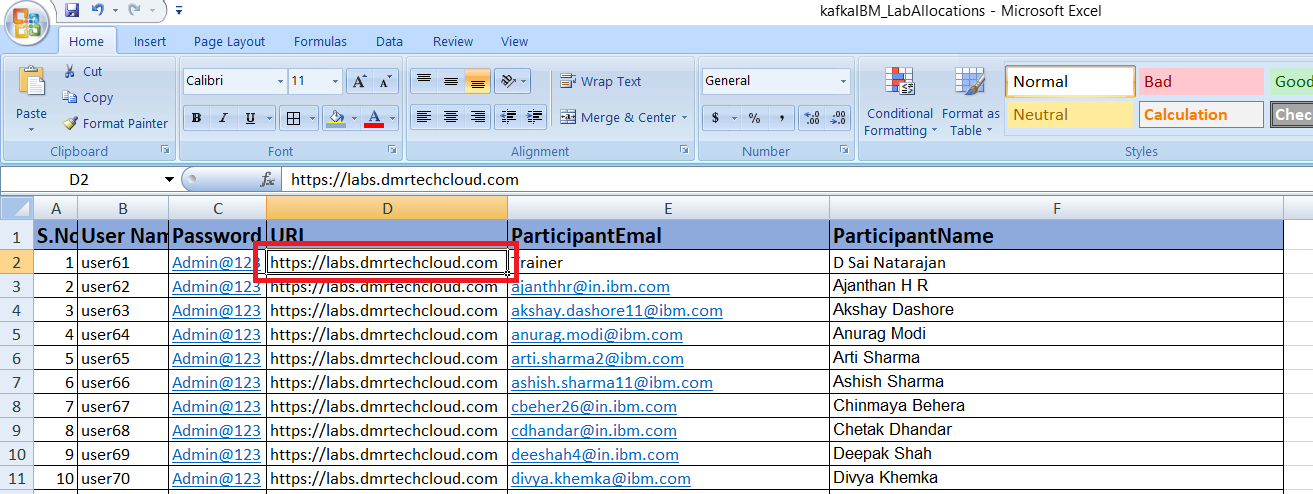 kafkaIBM_LabAllocations - Microsoft Excel
Home Insert Page Layout Formulas Data Review View
Cut
Copy
Format Painter
Paste
Clipboard
Calibri 11
B I U
Font
Wrap Text
Merge & Center
Alignment
General
$ % ,
Number
Conditional Formatting
Format as Table
Normal Bad Good
Neutral Calculation Chec
Styles
D2 fx https://labs.dmrtechcloud.com
A B C D E F
1 S.No User Nam Password URL ParticipantEmal ParticipantName
2 1 user61 Admin@123 https://labs.dmrtechcloud.com Trainer D Sai Natarajan
3 2 user62 Admin@123 https://labs.dmrtechcloud.com ajanthhr@in.ibm.com Ajanthan H R
4 3 user63 Admin@123 https://labs.dmrtechcloud.com akshay.dashore11@ibm.com Akshay Dashore
5 4 user64 Admin@123 https://labs.dmrtechcloud.com anurag.modi@ibm.com Anurag Modi
6 5 user65 Admin@123 https://labs.dmrtechcloud.com arti.sharma2@ibm.com Arti Sharma
7 6 user66 Admin@123 https://labs.dmrtechcloud.com ashish.sharma11@ibm.com Ashish Sharma
8 7 user67 Admin@123 https://labs.dmrtechcloud.com cbeher26@in.ibm.com Chinmaya Behera
9 8 user68 Admin@123 https://labs.dmrtechcloud.com cdhandar@in.ibm.com Chetak Dhandar
10 9 user69 Admin@123 https://labs.dmrtechcloud.com deeshah4@in.ibm.com Deepak Shah
11 10 user70 Admin@123 https://labs.dmrtechcloud.com divya.khemka@ibm.com Divya Khemka